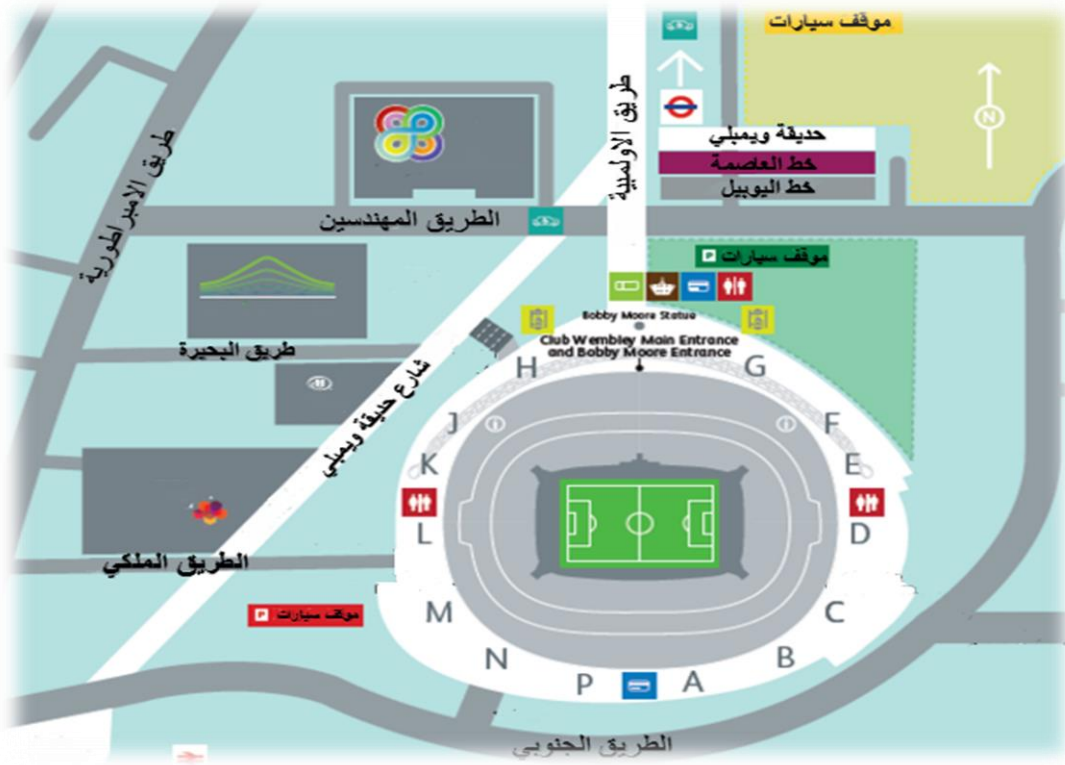 موقف سيارات
طريق الاولمبية
N
حديقة ويمبلي
خط العاصمة
خط اليوبيل
طريق الامبراطورية
الطريق المهندسين
P موقف سيارات
Bobby Moore Statue
Club Wembley Main Entrance
and Bobby Moore Entrance
طريق البحيرة
شارع حديقة ويمبلي
H
G
J
F
K
E
L
D
الطريق الملكي
P موقف سيارات
M
C
N
B
P
A
الطريق الجنوبي